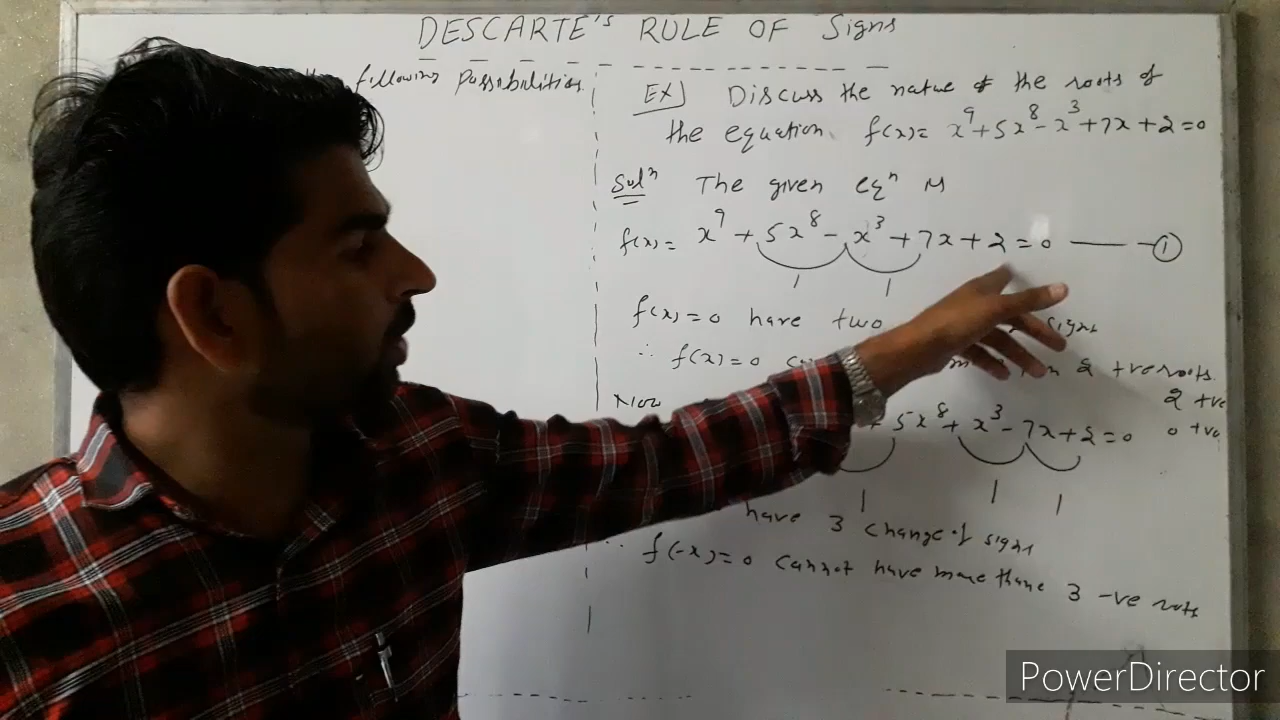 DESCARTE'S RULE OF Signs
following possibilities.
EX) Discuss the nature of the roots of
the equation f(x)= x⁹+5x⁸-x³+7x+2=0
Solⁿ The given eqⁿ is
f(x)= x⁹+5x⁸-x³+7x+2=0 —— ①
1 1
f(x)=0 have two signs
∴ f(x)=0 2 +ve roots.
Now 2 +ve
+ 5x⁸+x³-7x+2=0 0 +ve
1 1 1
have 3 change of signs
∴ f(-x)=0 cannot have more thane 3 -ve roots
PowerDirector